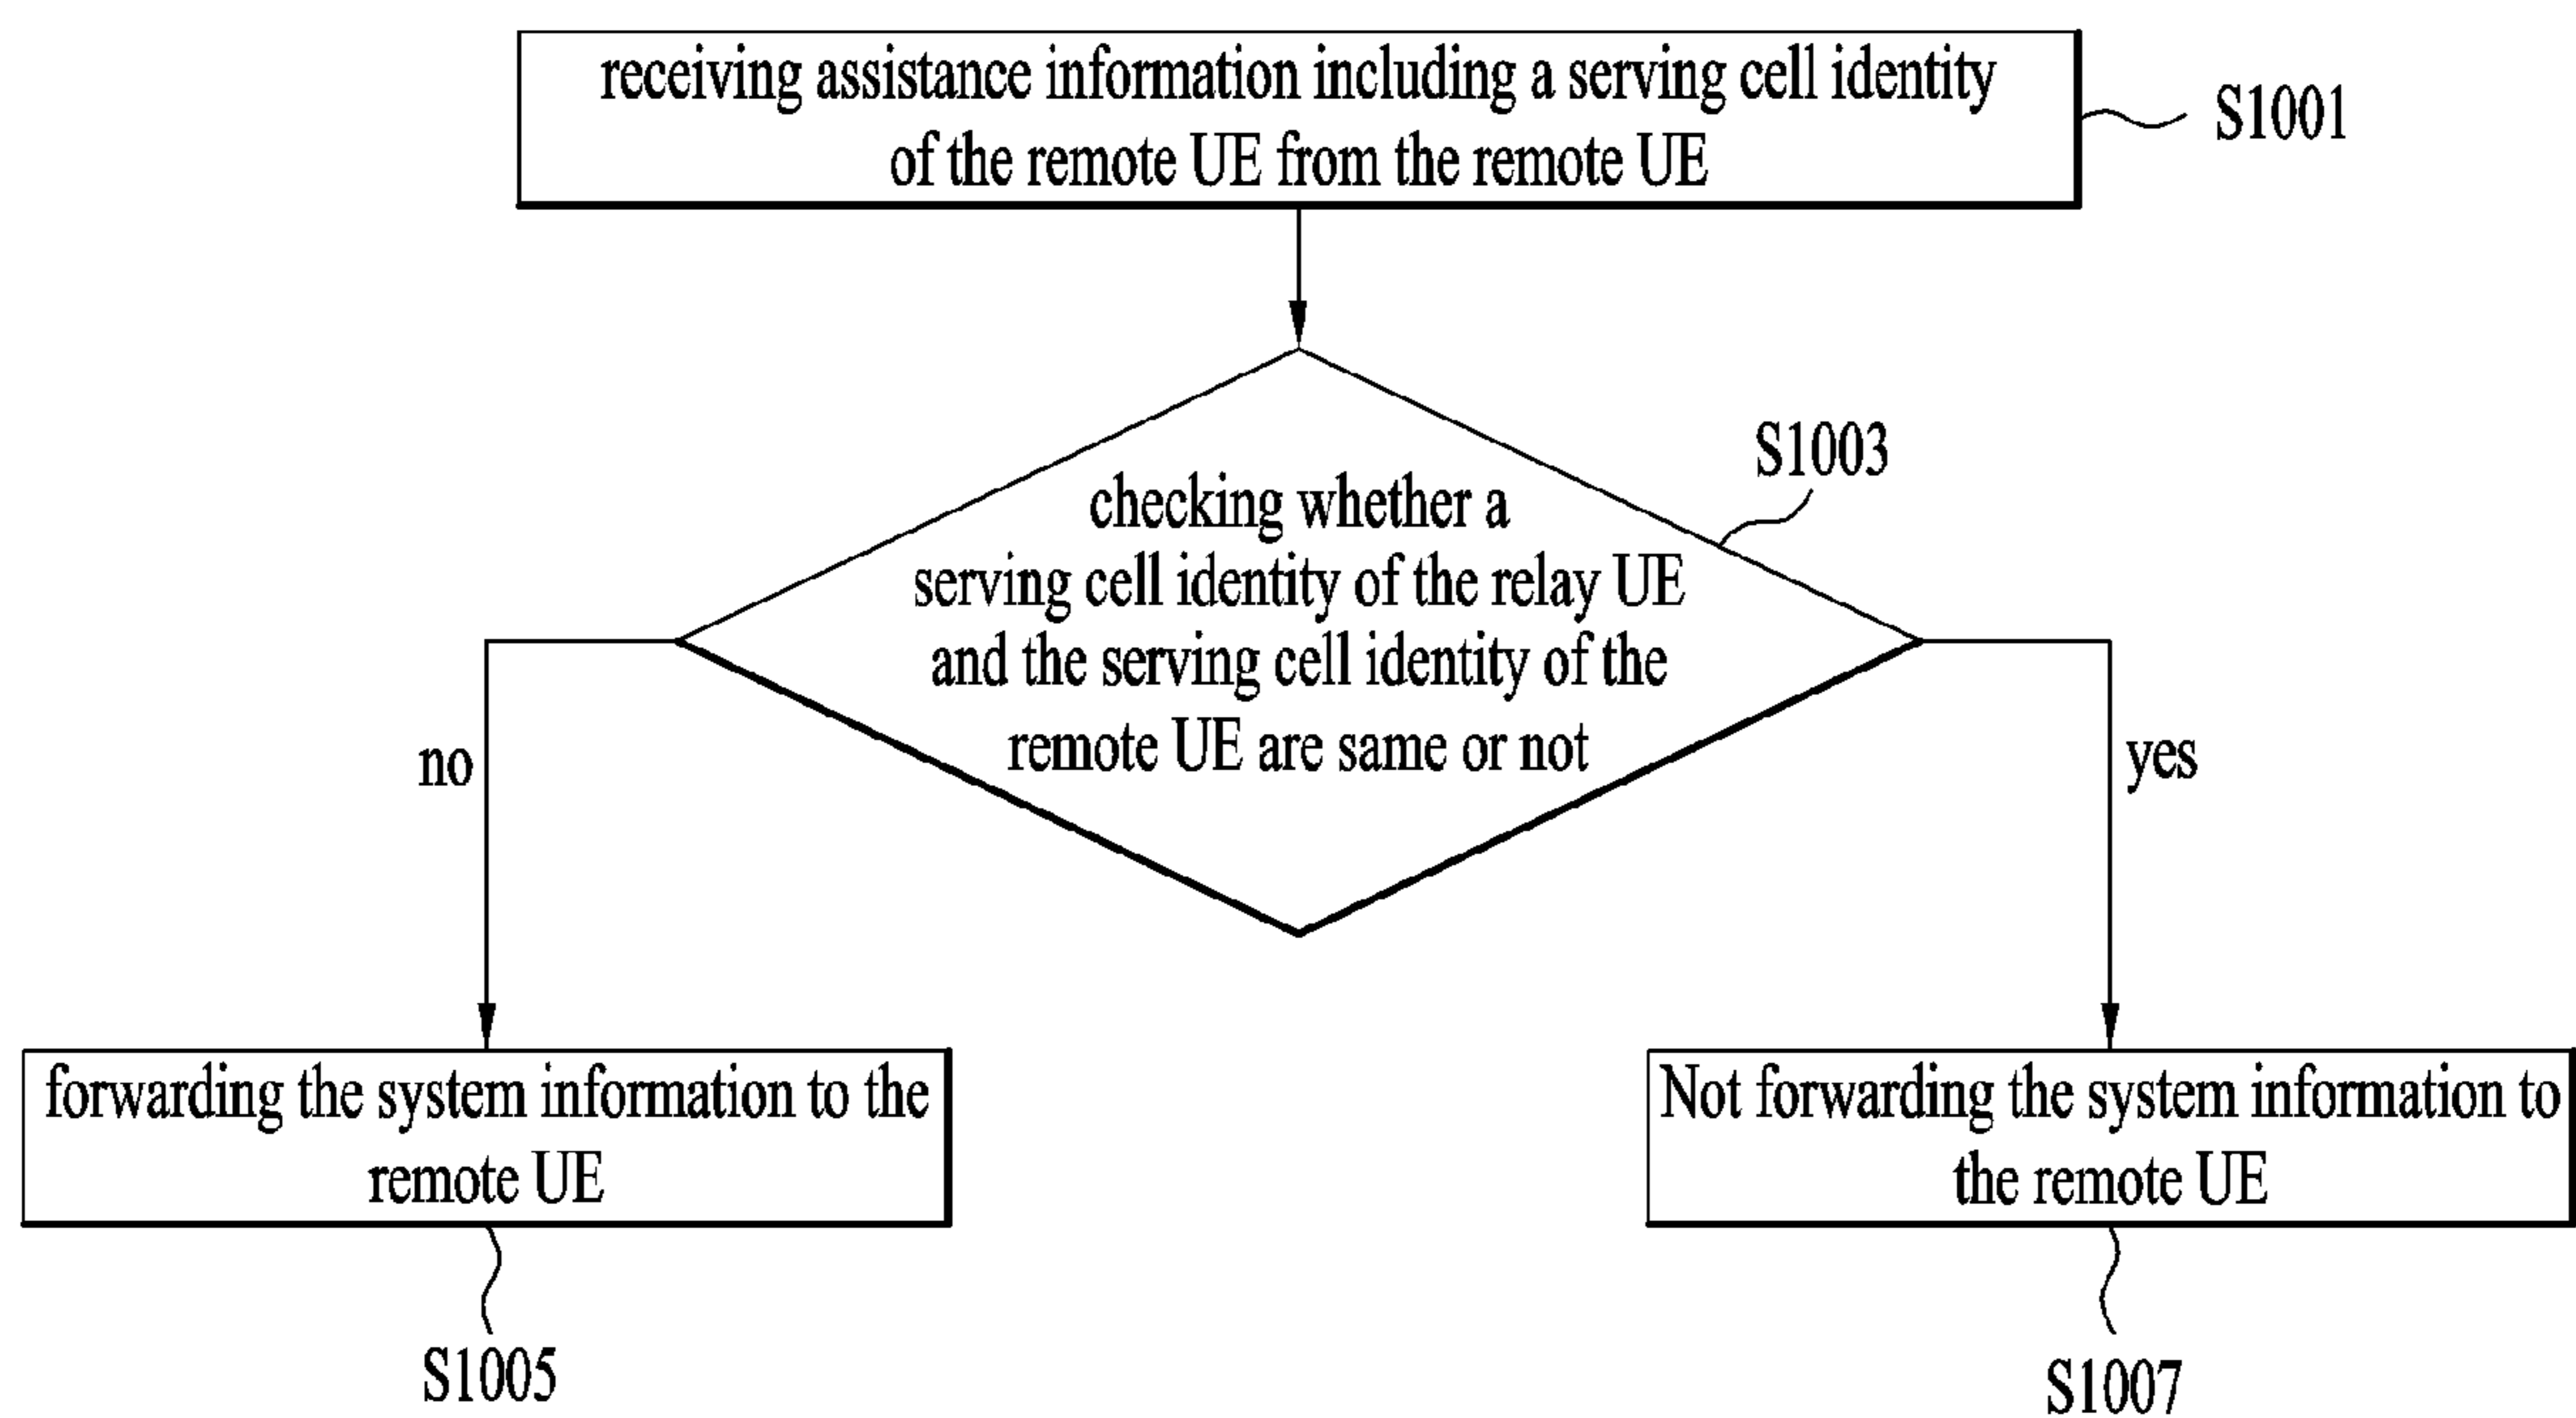 receiving assistance information including a serving cell identity
of the remote UE from the remote UE
S1001
S1003
checking whether a
serving cell identity of the relay UE
and the serving cell identity of the
remote UE are same or not
no
yes
forwarding the system information to the
remote UE
S1005
Not forwarding the system information to
the remote UE
S1007